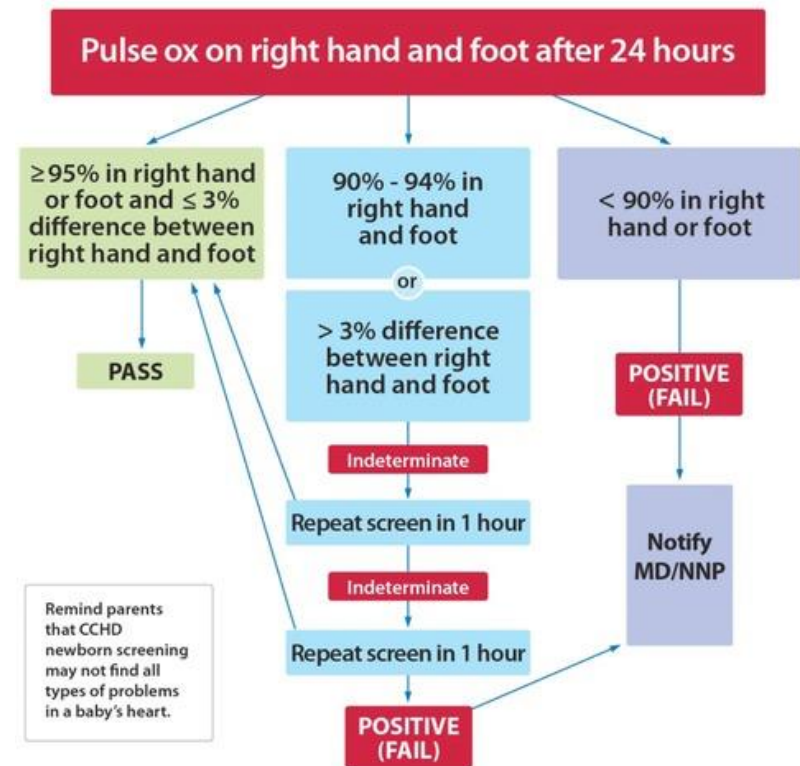 Pulse ox on right hand and foot after 24 hours
≥95% in right hand
or foot and ≤ 3%
difference between
right hand and foot
PASS
90% - 94% in
right hand
and foot
or
> 3% difference
between right
hand and foot
Indeterminate
Repeat screen in 1 hour
Indeterminate
Repeat screen in 1 hour
POSITIVE
(FAIL)
< 90% in right
hand or foot
POSITIVE
(FAIL)
Notify
MD/NNP
Remind parents
that CCHD
newborn screening
may not find all
types of problems
in a baby's heart.